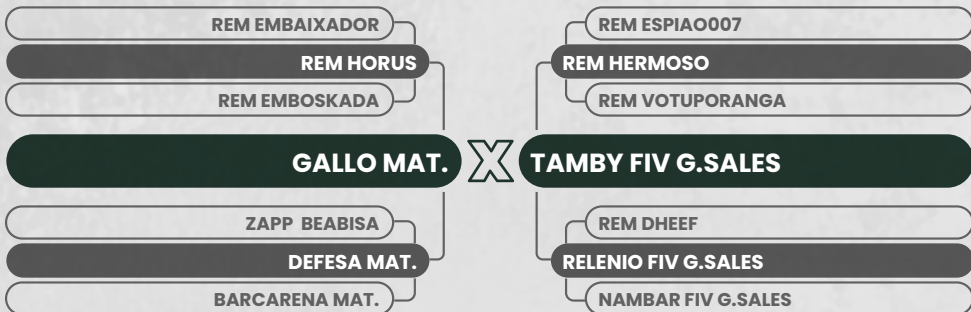 REM EMBAIXADOR
REM HORUS
REM EMBOSKADA
GALLO MAT.
ZAPP BEABISA
DEFESA MAT.
BARCARENA MAT.
X
REM ESPIAO007
REM HERMOSO
REM VOTUPORANGA
TAMBY FIV G.SALES
REM DHEEF
RELENIO FIV G.SALES
NAMBAR FIV G.SALES